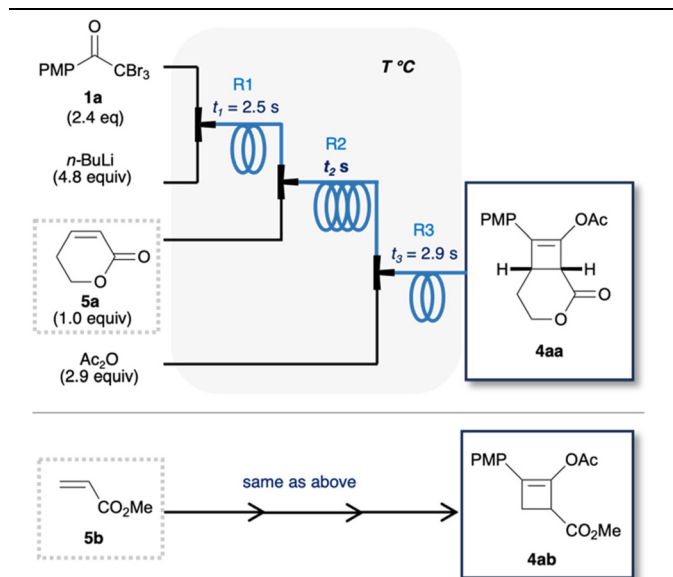 O
PMP
CBr3
1a
(2.4 eq)
n-BuLi
(4.8 equiv)
O
O
5a
(1.0 equiv)
Ac2O
(2.9 equiv)
T °C
R1
t1 = 2.5 s
R2
t2 s
R3
t3 = 2.9 s
PMP
OAc
H
H
O
O
4aa
CO2Me
5b
same as above
PMP
OAc
CO2Me
4ab